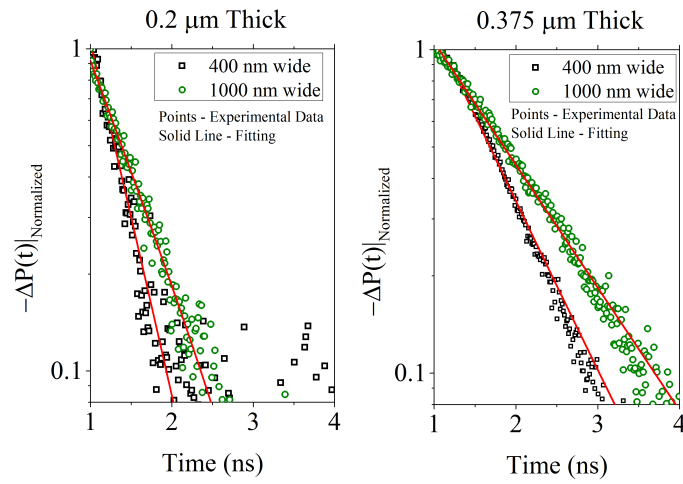 0.2 μm Thick
1
400 nm wide
1000 nm wide
Points - Experimental Data
Solid Line - Fitting
−ΔP(t)|Normalized
0.1
1 2 3 4
Time (ns)
0.375 μm Thick
1
400 nm wide
1000 nm wide
Points - Experimental Data
Solid Line - Fitting
−ΔP(t)|Normalized
0.1
1 2 3 4
Time (ns)